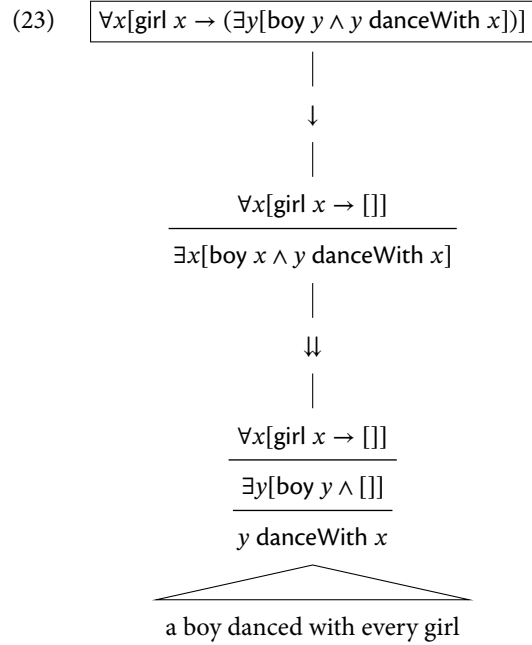 (23) ∀x[girl x → (∃y[boy y ∧ y danceWith x])]
↓
∀x[girl x → []]
∃x[boy x ∧ y danceWith x]
⇊
∀x[girl x → []]
∃y[boy y ∧ []]
y danceWith x
a boy danced with every girl